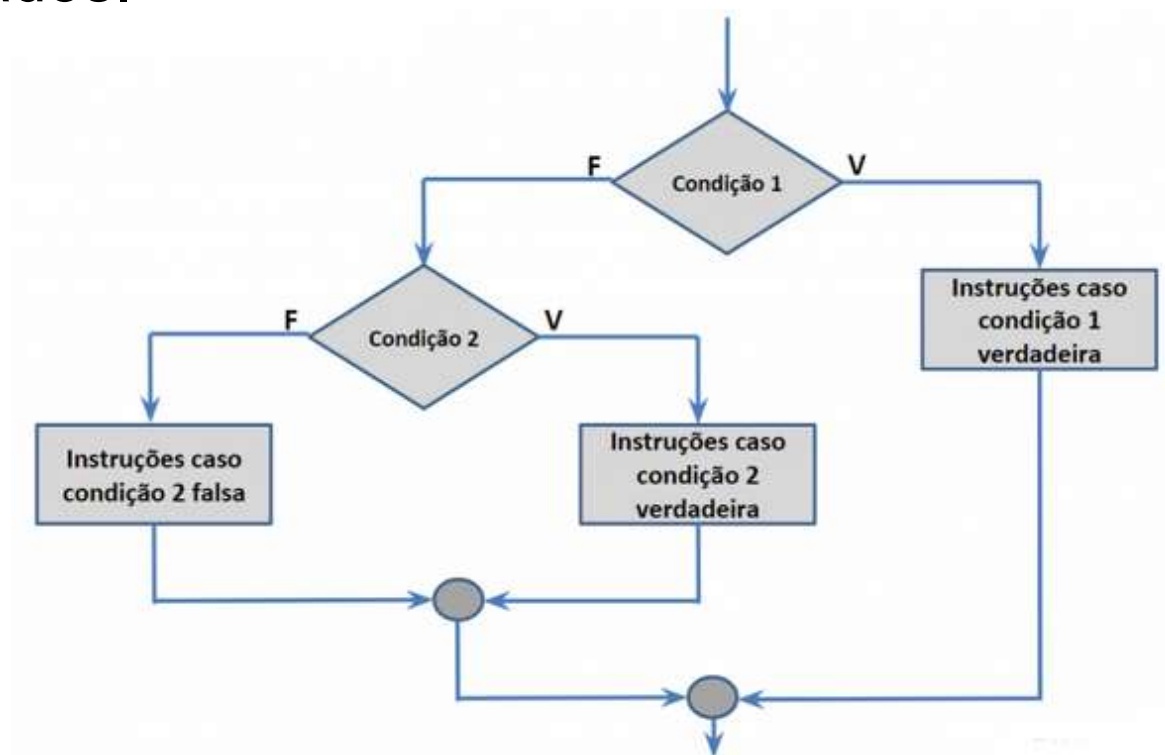 F
Condição 1
V
F
Condição 2
V
Instruções caso
condição 1
verdadeira
Instruções caso
condição 2 falsa
Instruções caso
condição 2
verdadeira